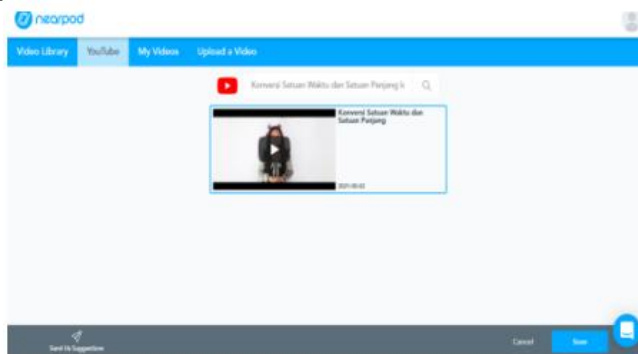 nearpod
Video Library YouTube My Videos Upload a Video
Konversi Satuan Waktu dan Satuan Panjang k
Konversi Satuan Waktu dan
Satuan Panjang
Send Us Suggestions
Cancel Save